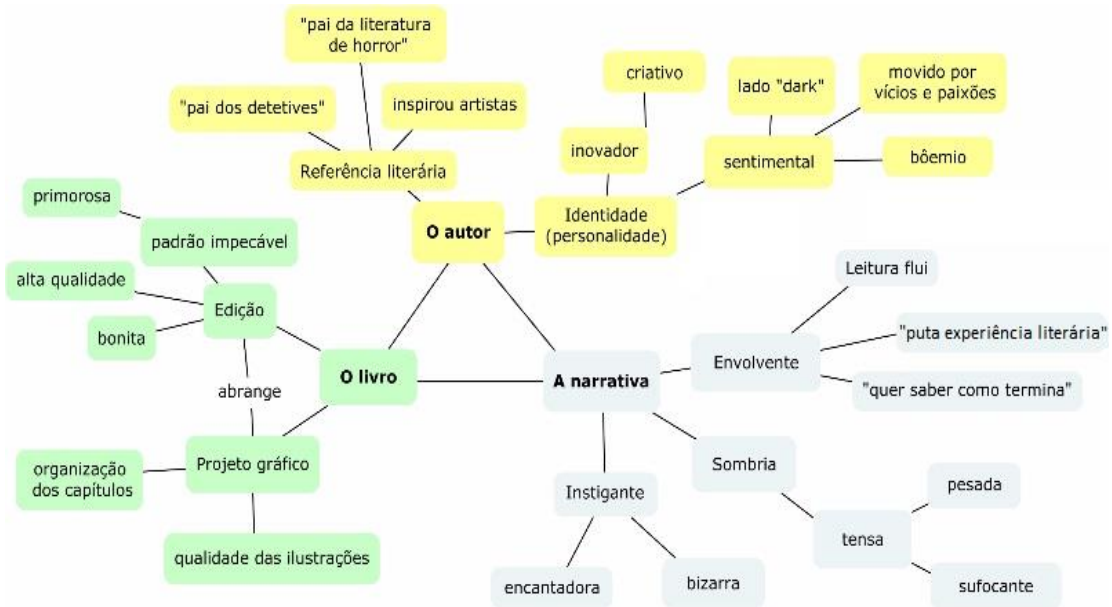 "pai da literatura
de horror"
"pai dos detetives"
inspirou artistas
Referência literária
criativo
lado "dark"
movido por
vícios e paixões
inovador
sentimental
bôemio
O autor
Identidade
(personalidade)
primorosa
padrão impecável
alta qualidade
Edição
bonita
abrange
O livro
Projeto gráfico
organização
dos capítulos
qualidade das ilustrações
A narrativa
Leitura flui
Envolvente
"puta experiência literária"
"quer saber como termina"
Sombria
pesada
tensa
sufocante
Instigante
encantadora
bizarra